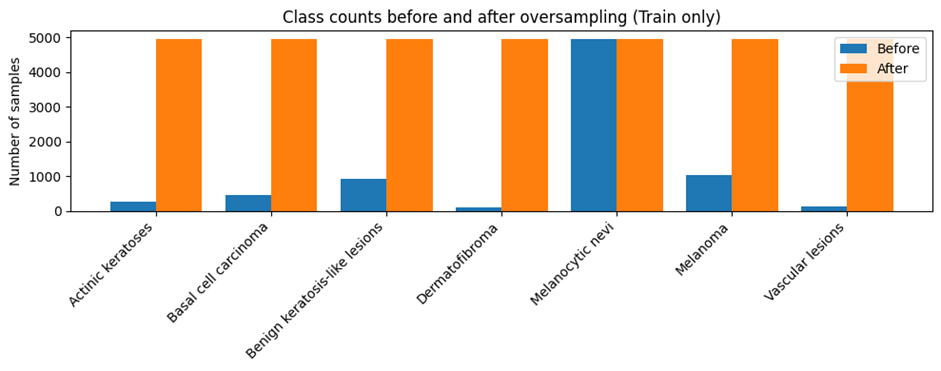 Class counts before and after oversampling (Train only)
Number of samples
5000
4000
3000
2000
1000
0
Before
After
Actinic keratoses
Basal cell carcinoma
Benign keratosis-like lesions
Dermatofibroma
Melanocytic nevi
Melanoma
Vascular lesions